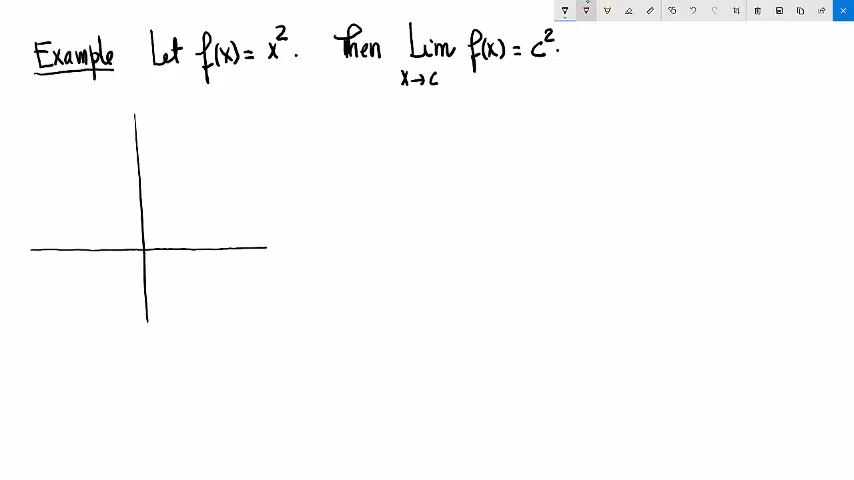 Example Let f(x) = x². Then Lim f(x) = c².
x→c